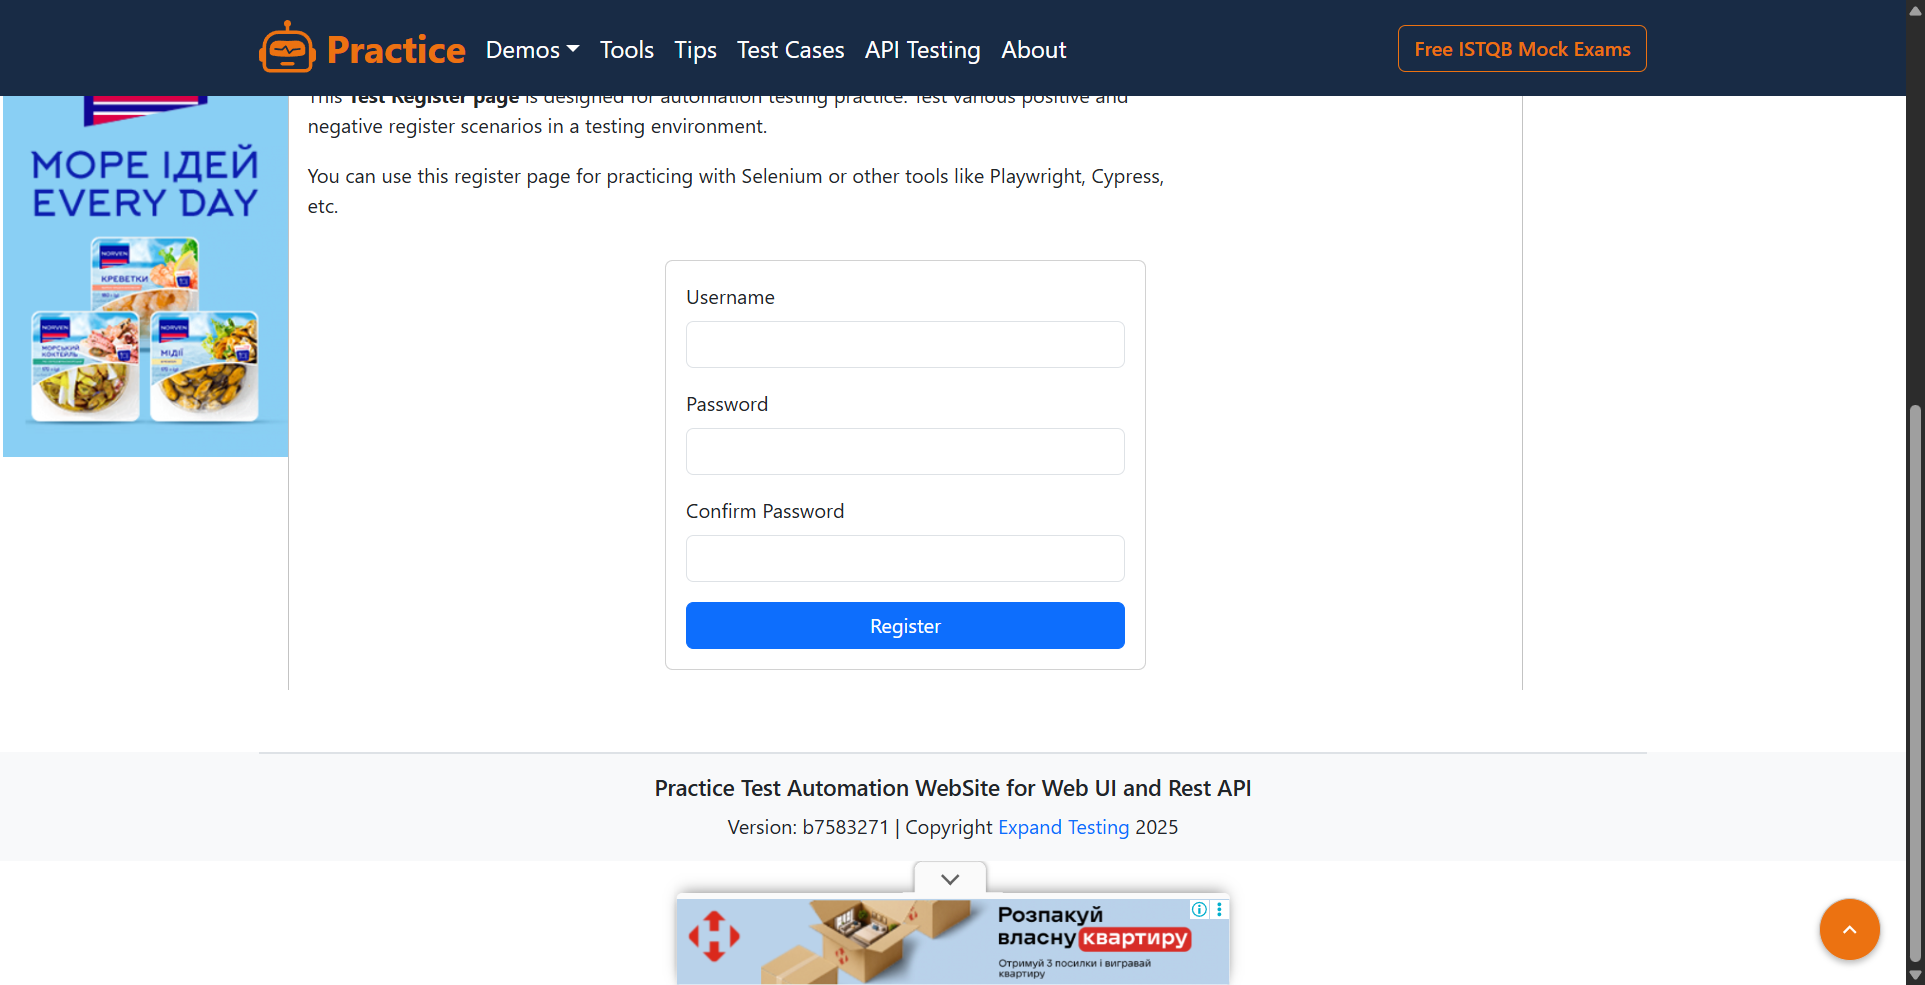 Practice
Demos
Tools
Tips
Test Cases
API Testing
About
Free ISTQB Mock Exams
This Test Register page is designed for automation testing practice. Test various positive and
negative register scenarios in a testing environment.
You can use this register page for practicing with Selenium or other tools like Playwright, Cypress,
etc.
МОРЕ ІДЕЙ
EVERY DAY
NORVEN
КРЕВЕТКИ
NORVEN
МОРСЬКИЙ
КОКТЕЙЛЬ
NORVEN
МІДІЇ
Username
Password
Confirm Password
Register
Practice Test Automation WebSite for Web UI and Rest API
Version: b7583271 | Copyright Expand Testing 2025
Розпакуй
власну квартиру
Отримуй 3 посилки і вигравай
квартиру